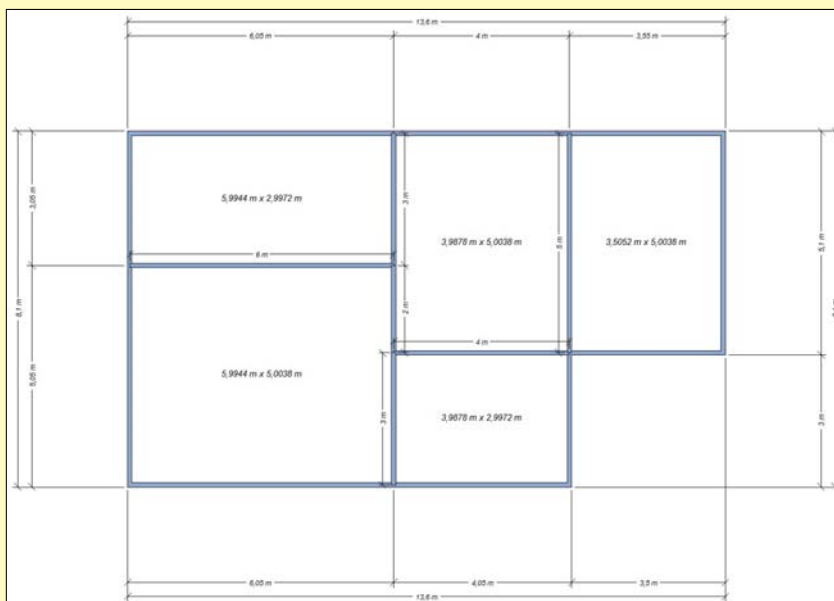 13,6 m
6,05 m
4 m
3,55 m
3,05 m
5,9944 m x 2,9972 m
3 m
3,9878 m x 5,0038 m
5 m
3,5052 m x 5,0038 m
5,1 m
6 m
8,1 m
2 m
4 m
5,05 m
5,9944 m x 5,0038 m
3 m
3,9878 m x 2,9972 m
3 m
6,05 m
4,05 m
3,5 m
13,6 m